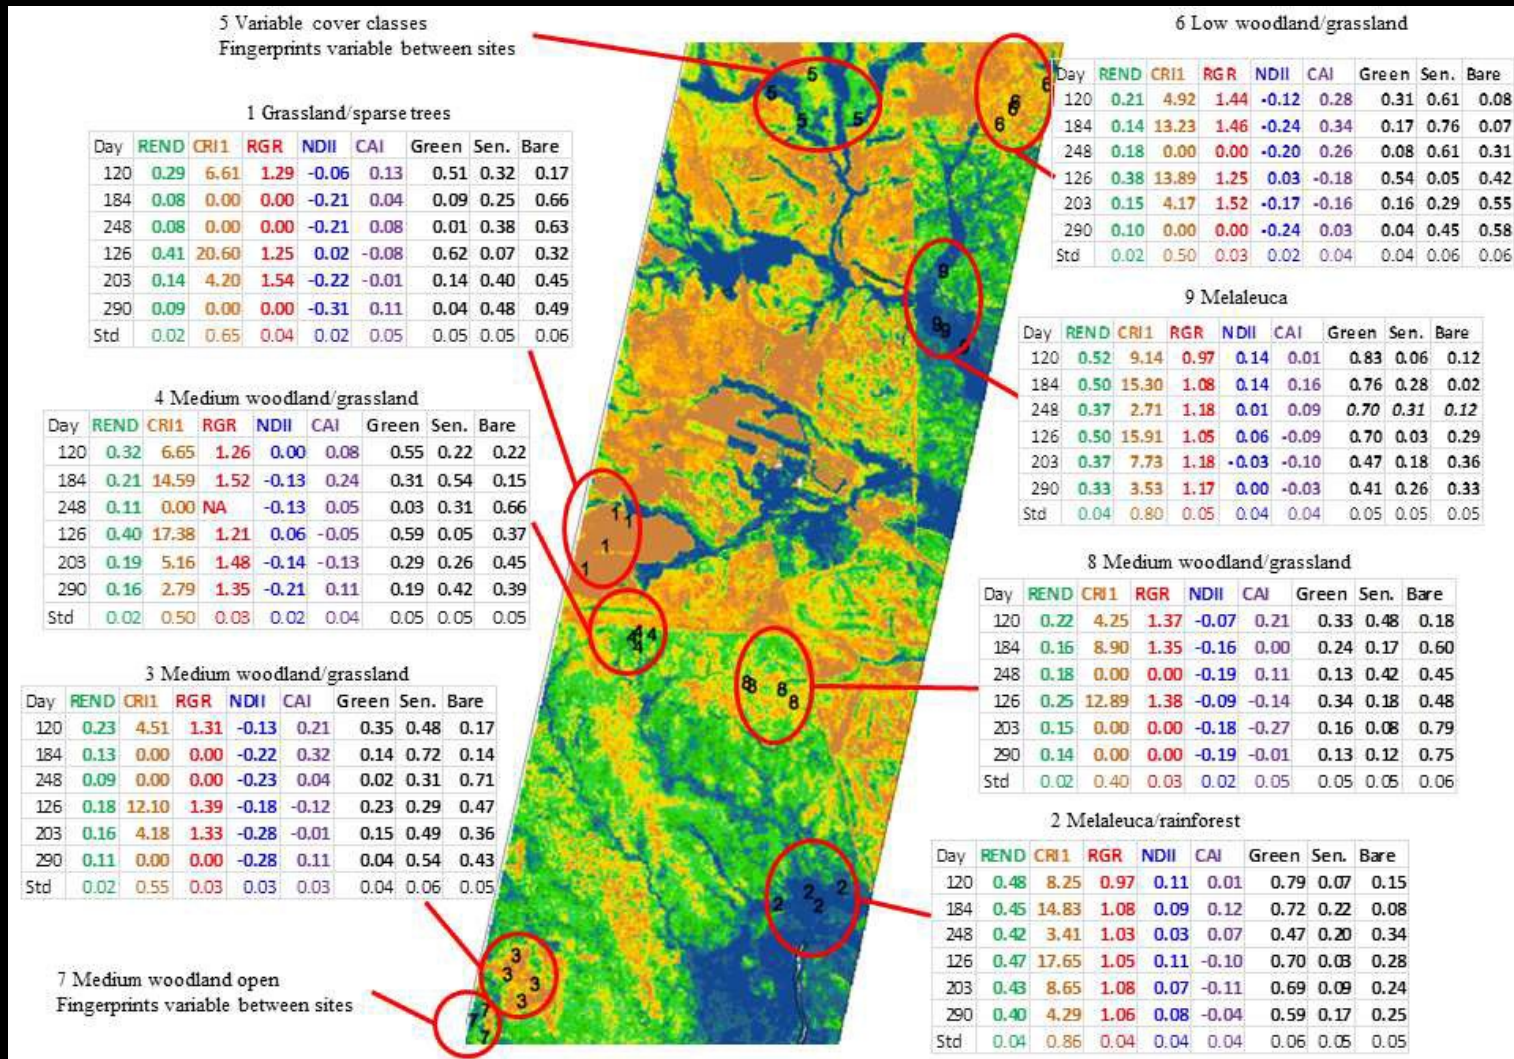 5 Variable cover classes
Fingerprints variable between sites
1 Grassland/sparse trees
Day REND CRI1 RGR NDII CAI Green Sen. Bare
120 0.29 6.61 1.29 -0.06 0.13 0.51 0.32 0.17
184 0.08 0.00 0.00 -0.21 0.04 0.09 0.25 0.66
248 0.08 0.00 0.00 -0.21 0.08 0.01 0.38 0.63
126 0.41 20.60 1.25 0.02 -0.08 0.62 0.07 0.32
203 0.14 4.20 1.54 -0.22 -0.01 0.14 0.40 0.45
290 0.09 0.00 0.00 -0.31 0.11 0.04 0.48 0.49
Std 0.02 0.65 0.04 0.02 0.05 0.05 0.05 0.06
4 Medium woodland/grassland
Day REND CRI1 RGR NDII CAI Green Sen. Bare
120 0.32 6.65 1.26 0.00 0.08 0.55 0.22 0.22
184 0.21 14.59 1.52 -0.13 0.24 0.31 0.54 0.15
248 0.11 0.00 NA -0.13 0.05 0.03 0.31 0.66
126 0.40 17.38 1.21 0.06 -0.05 0.59 0.05 0.37
203 0.19 5.16 1.48 -0.14 -0.13 0.29 0.26 0.45
290 0.16 2.79 1.35 -0.21 0.11 0.19 0.42 0.39
Std 0.02 0.50 0.03 0.02 0.04 0.05 0.05 0.05
3 Medium woodland/grassland
Day REND CRI1 RGR NDII CAI Green Sen. Bare
120 0.23 4.51 1.31 -0.13 0.21 0.35 0.48 0.17
184 0.13 0.00 0.00 -0.22 0.32 0.14 0.72 0.14
248 0.09 0.00 0.00 -0.23 0.04 0.02 0.31 0.71
126 0.18 12.10 1.39 -0.18 -0.12 0.23 0.29 0.47
203 0.16 4.18 1.33 -0.28 -0.01 0.15 0.49 0.36
290 0.11 0.00 0.00 -0.28 0.11 0.04 0.54 0.43
Std 0.02 0.55 0.03 0.03 0.03 0.04 0.06 0.05
7 Medium woodland open
Fingerprints variable between sites
5
5
5 5
6
6
6
6
9
9 9
9
1 1
1
1
4 4
4 4
8 8 8
8
2 2
2 2
3
3
3
3
7
7
7
6 Low woodland/grassland
Day REND CRI1 RGR NDII CAI Green Sen. Bare
120 0.21 4.92 1.44 -0.12 0.28 0.31 0.61 0.08
184 0.14 13.23 1.46 -0.24 0.34 0.17 0.76 0.07
248 0.18 0.00 0.00 -0.20 0.26 0.08 0.61 0.31
126 0.38 13.89 1.25 0.03 -0.18 0.54 0.05 0.42
203 0.15 4.17 1.52 -0.17 -0.16 0.16 0.29 0.55
290 0.10 0.00 0.00 -0.24 0.03 0.04 0.45 0.58
Std 0.02 0.50 0.03 0.02 0.04 0.04 0.06 0.06
9 Melaleuca
Day REND CRI1 RGR NDII CAI Green Sen. Bare
120 0.52 9.14 0.97 0.14 0.01 0.83 0.06 0.12
184 0.50 15.30 1.08 0.14 0.16 0.76 0.28 0.02
248 0.37 2.71 1.18 0.01 0.09 0.70 0.31 0.12
126 0.50 15.91 1.05 0.06 -0.09 0.70 0.03 0.29
203 0.37 7.73 1.18 -0.03 -0.10 0.47 0.18 0.36
290 0.33 3.53 1.17 0.00 -0.03 0.41 0.26 0.33
Std 0.04 0.80 0.05 0.04 0.04 0.05 0.05 0.05
8 Medium woodland/grassland
Day REND CRI1 RGR NDII CAI Green Sen. Bare
120 0.22 4.25 1.37 -0.07 0.21 0.33 0.48 0.18
184 0.16 8.90 1.35 -0.16 0.00 0.24 0.17 0.60
248 0.18 0.00 0.00 -0.19 0.11 0.13 0.42 0.45
126 0.25 12.89 1.38 -0.09 -0.14 0.34 0.18 0.48
203 0.15 0.00 0.00 -0.18 -0.27 0.16 0.08 0.79
290 0.14 0.00 0.00 -0.19 -0.01 0.13 0.12 0.75
Std 0.02 0.40 0.03 0.02 0.05 0.05 0.05 0.06
2 Melaleuca/rainforest
Day REND CRI1 RGR NDII CAI Green Sen. Bare
120 0.48 8.25 0.97 0.11 0.01 0.79 0.07 0.15
184 0.45 14.83 1.08 0.09 0.12 0.72 0.22 0.08
248 0.42 3.41 1.03 0.03 0.07 0.47 0.20 0.34
126 0.47 17.65 1.05 0.11 -0.10 0.70 0.03 0.28
203 0.43 8.65 1.08 0.07 -0.11 0.69 0.09 0.24
290 0.40 4.29 1.06 0.08 -0.04 0.59 0.17 0.25
Std 0.04 0.86 0.04 0.04 0.04 0.06 0.05 0.05